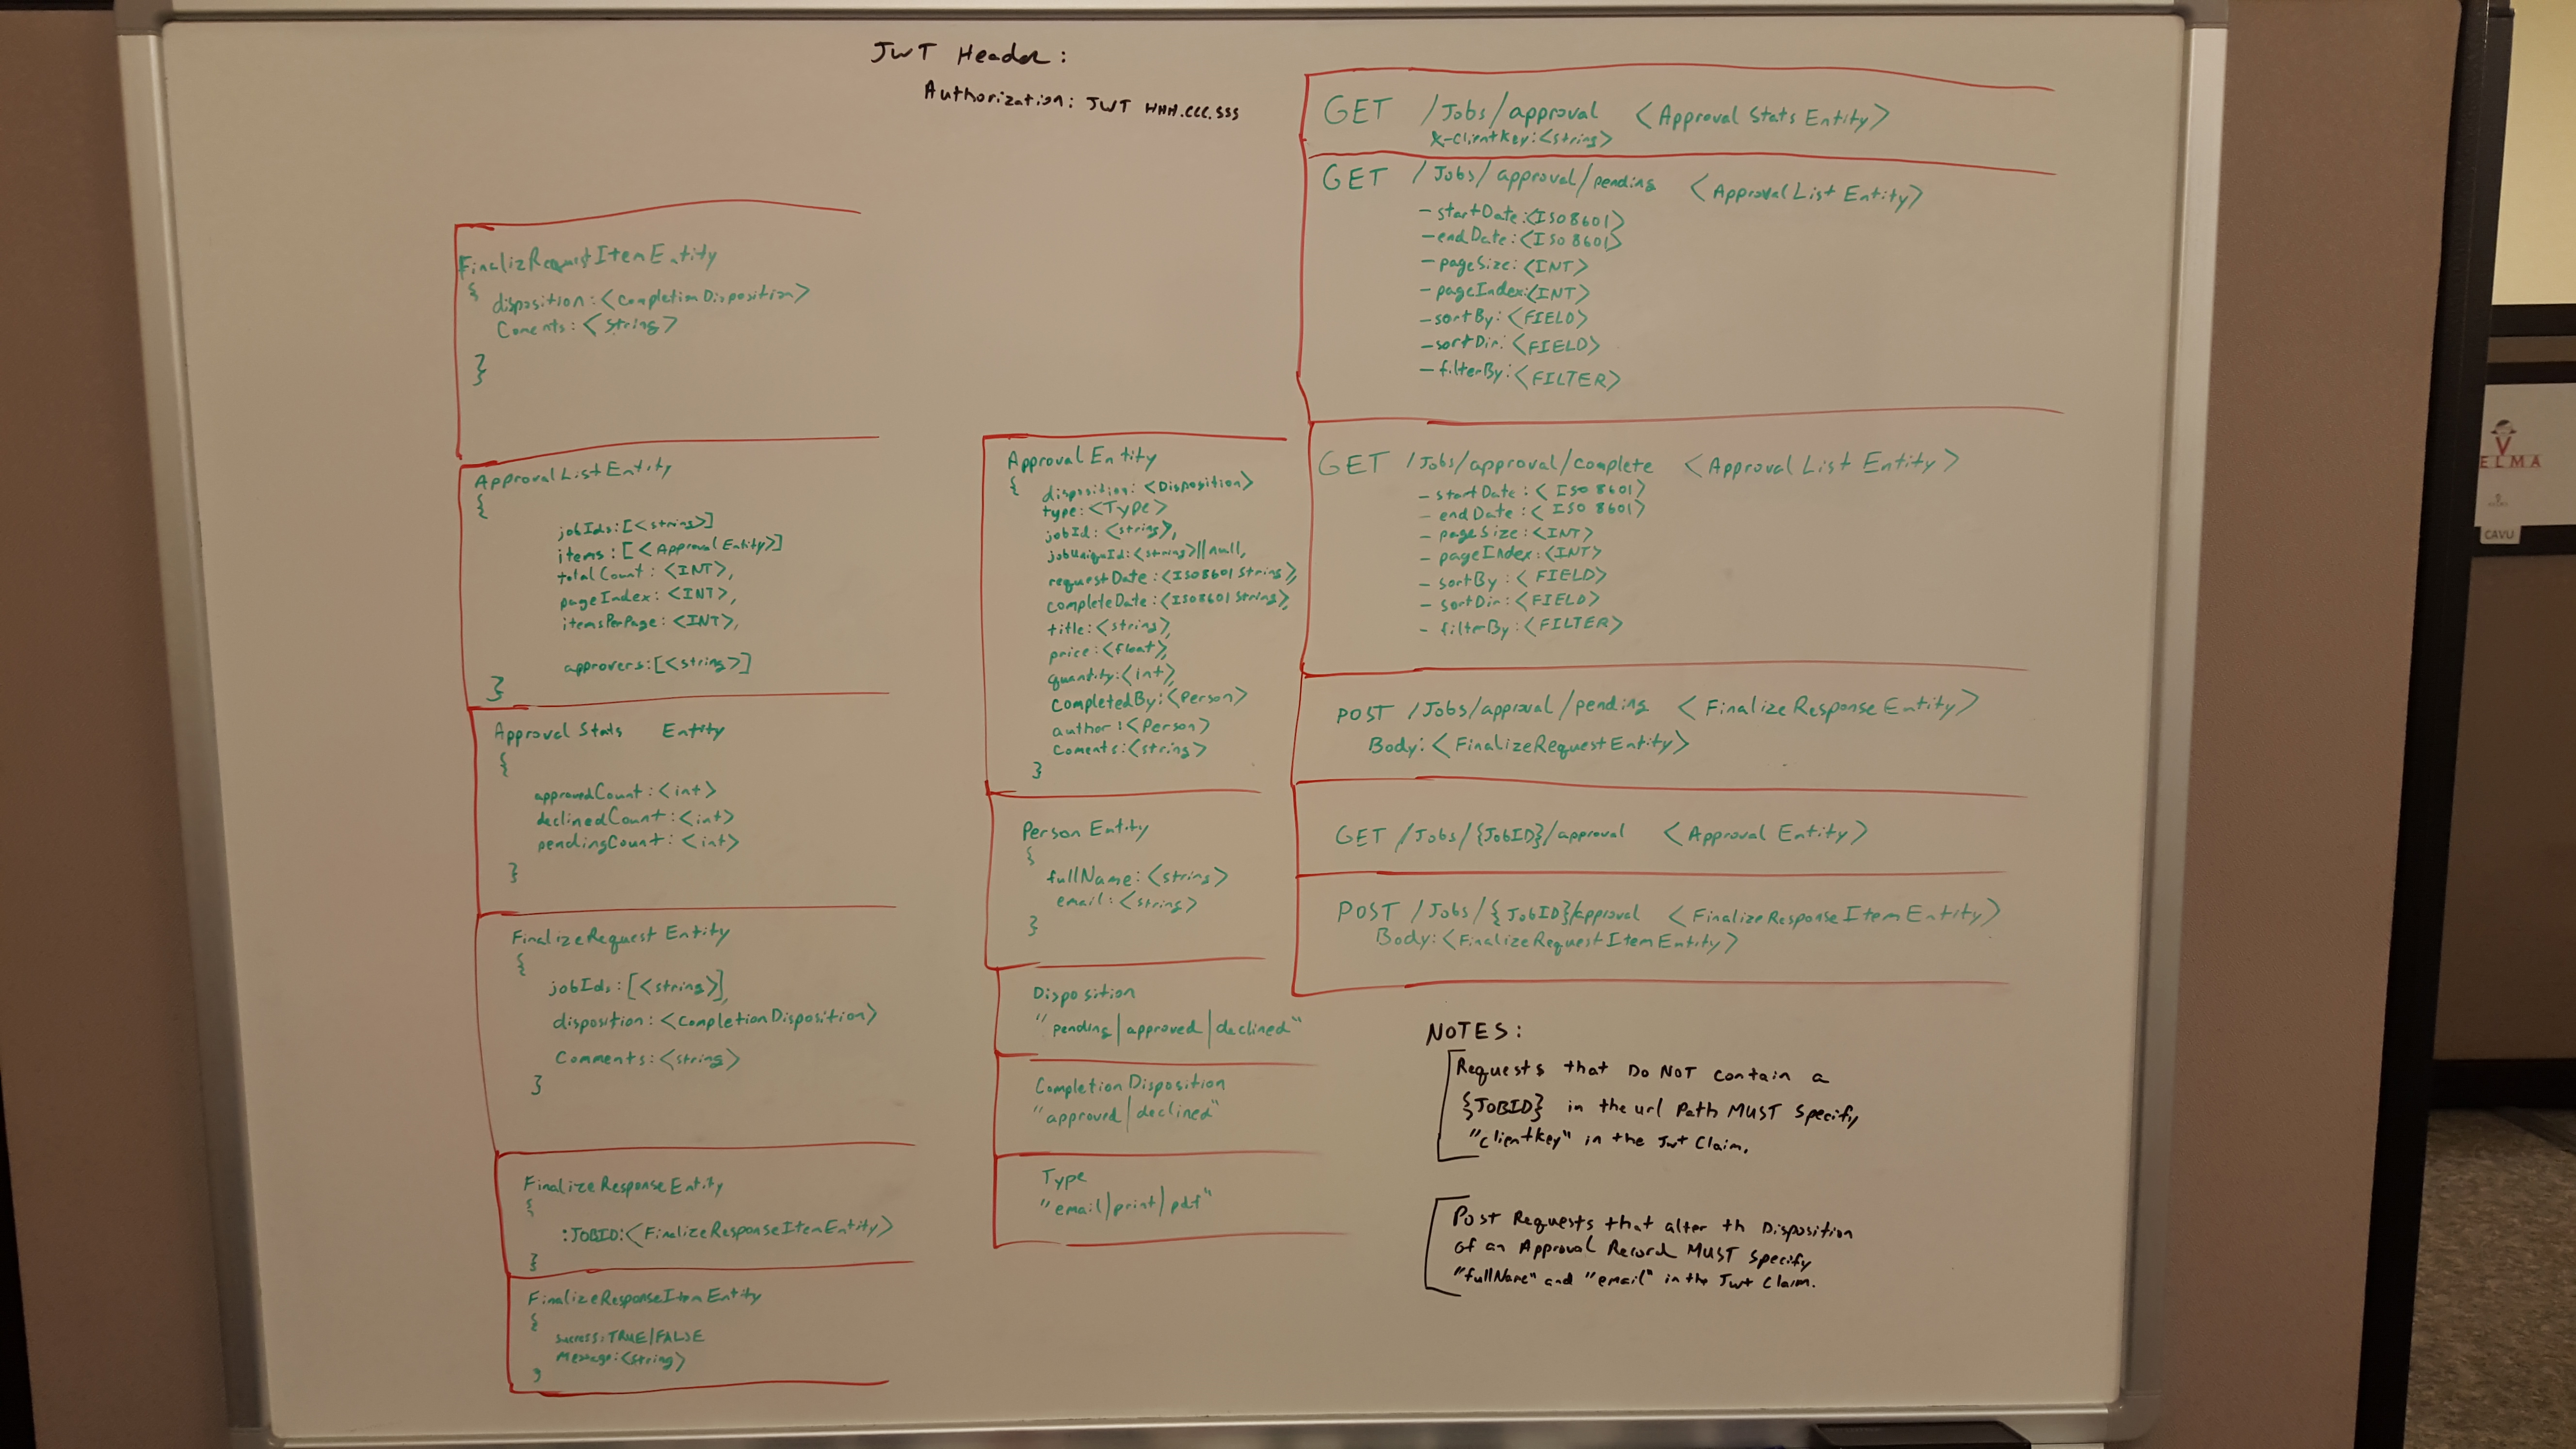 JWT Header:
Authorization: JWT HHH.CCC.SSS
FinalizRequestItemEntity
{
disposition:<CompletionDisposition>
Coments:<string>
}
ApprovalListEntity
{
jobIds:[<string>]
items:[<ApprovalEntity>]
totalCount:<INT>,
pageIndex:<INT>,
itemsPerPage:<INT>,
approvers:[<string>]
}
Approval Stats Entity
{
approvedCount:<int>
declinedCount:<int>
pendingCount:<int>
}
FinalizeRequest Entity
{
jobIds:[<string>],
disposition:<CompletionDisposition>
Comments:<string>
}
FinalizeResponseEntity
{
:JOBID:<FinalizeResponseItemEntity>
}
FinalizeResponseItemEntity
{
success:TRUE|FALSE
Message:<string>
}
Approval Entity
{
disposition:<Disposition>
type:<Type>
jobId:<string>,
jobUniqueId:<string>||null,
requestDate:<ISO8601 String>,
completeDate:<ISO8601 String>,
title:<string>,
price:<float>,
quantity:<int>,
CompletedBy:<Person>
author:<Person>
Coments:<string>
}
Person Entity
{
fullName:<string>
email:<string>
}
Disposition
"pending|approved|declined"
Completion Disposition
"approved|declined"
Type
"email|print|pdf"
GET /Jobs/approval <Approval Stats Entity>
X-ClientKey:<string>
GET /Jobs/approval/pending <Approval List Entity>
- startDate:<ISO8601>
- endDate:<ISO 8601>
- pageSize:<INT>
- pageIndex:<INT>
- sortBy:<FIELD>
- sortDir:<FIELD>
- filterBy:<FILTER>
GET /Jobs/approval/complete <Approval List Entity>
- startDate:<ISO 8601>
- endDate:<ISO 8601>
- pageSize:<INT>
- pageIndex:<INT>
- sortBy:<FIELD>
- sortDir:<FIELD>
- filterBy:<FILTER>
POST /Jobs/approval/pending <FinalizeResponseEntity>
Body:<FinalizeRequestEntity>
GET /Jobs/{JobID}/approval <Approval Entity>
POST /Jobs/{JobID}/approval <FinalizeResponseItemEntity>
Body:<FinalizeRequestItemEntity>
NOTES:
Requests that Do NOT contain a
{JOBID} in the url Path MUST specify
"clientkey" in the Jwt Claim.
Post Requests that alter th Disposition
of an Approval Record MUST specify
"fullName" and "email" in the Jwt Claim.
VELMA
CAVU